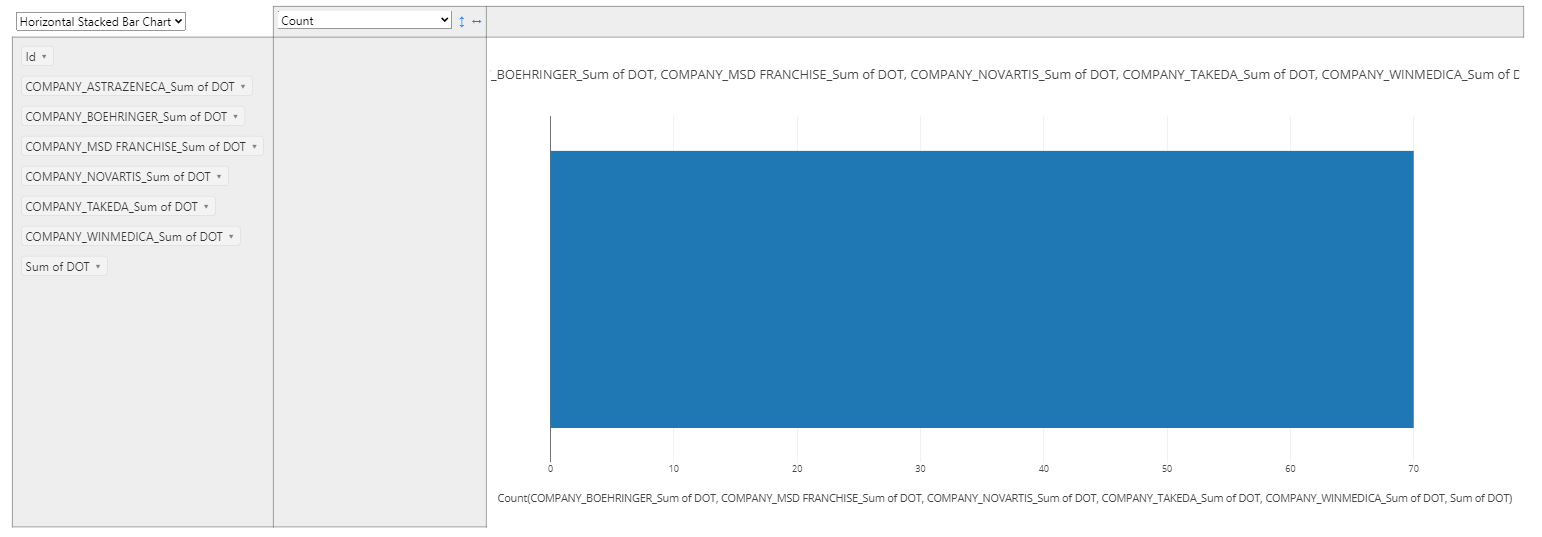 Horizontal Stacked Bar Chart
Count ↕ ↔
Id ▾
COMPANY_ASTRAZENECA_Sum of DOT ▾
COMPANY_BOEHRINGER_Sum of DOT ▾
COMPANY_MSD FRANCHISE_Sum of DOT ▾
COMPANY_NOVARTIS_Sum of DOT ▾
COMPANY_TAKEDA_Sum of DOT ▾
COMPANY_WINMEDICA_Sum of DOT ▾
Sum of DOT ▾
_BOEHRINGER_Sum of DOT, COMPANY_MSD FRANCHISE_Sum of DOT, COMPANY_NOVARTIS_Sum of DOT, COMPANY_TAKEDA_Sum of DOT, COMPANY_WINMEDICA_Sum of
0 10 20 30 40 50 60 70
Count(COMPANY_BOEHRINGER_Sum of DOT, COMPANY_MSD FRANCHISE_Sum of DOT, COMPANY_NOVARTIS_Sum of DOT, COMPANY_TAKEDA_Sum of DOT, COMPANY_WINMEDICA_Sum of DOT, Sum of DOT)